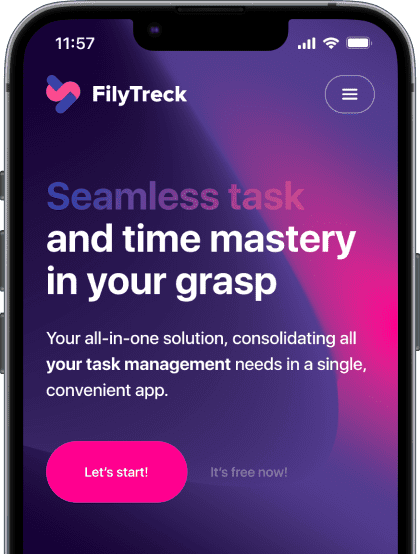 11:57
FilyTreck
Seamless task
and time mastery
in your grasp
Your all-in-one solution, consolidating all
your task management needs in a single,
convenient app.
Let's start!
It's free now!